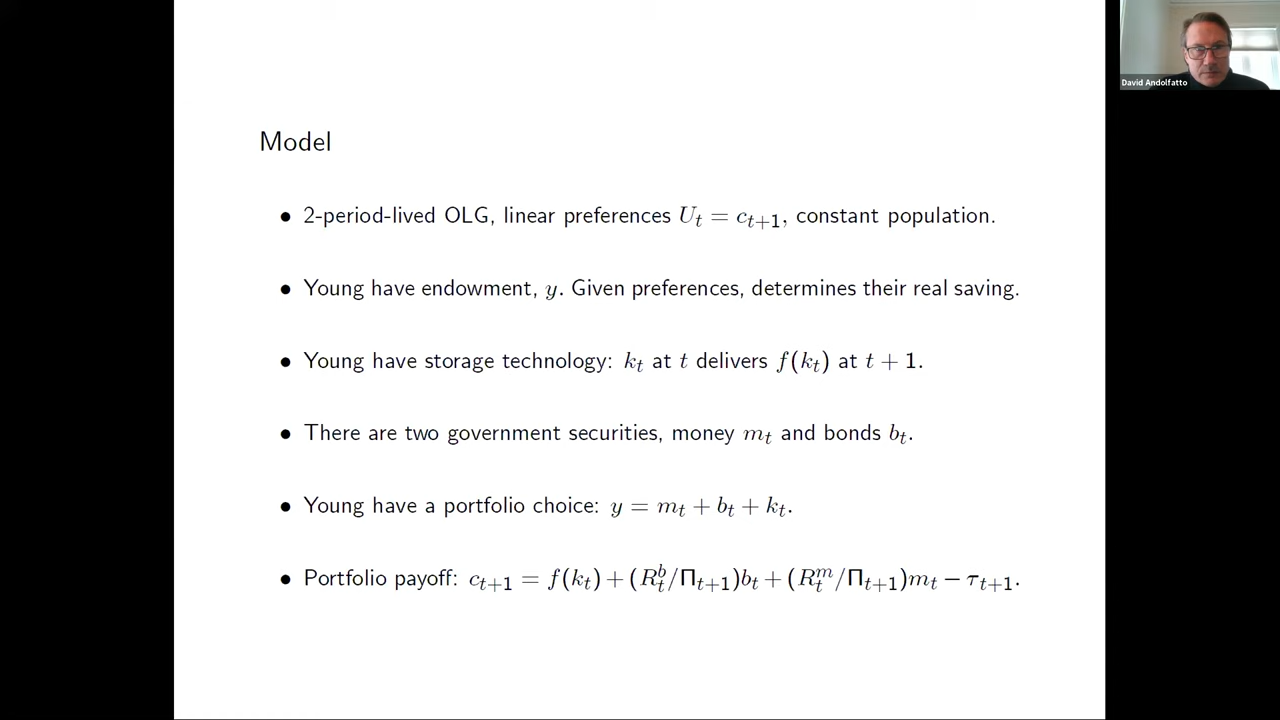 Model
• 2-period-lived OLG, linear preferences U_t = c_{t+1}, constant population.
• Young have endowment, y. Given preferences, determines their real saving.
• Young have storage technology: k_t at t delivers f(k_t) at t + 1.
• There are two government securities, money m_t and bonds b_t.
• Young have a portfolio choice: y = m_t + b_t + k_t.
• Portfolio payoff: c_{t+1} = f(k_t) + (R_t^b/Π_{t+1})b_t + (R_t^m/Π_{t+1})m_t − τ_{t+1}.
David Andolfatto